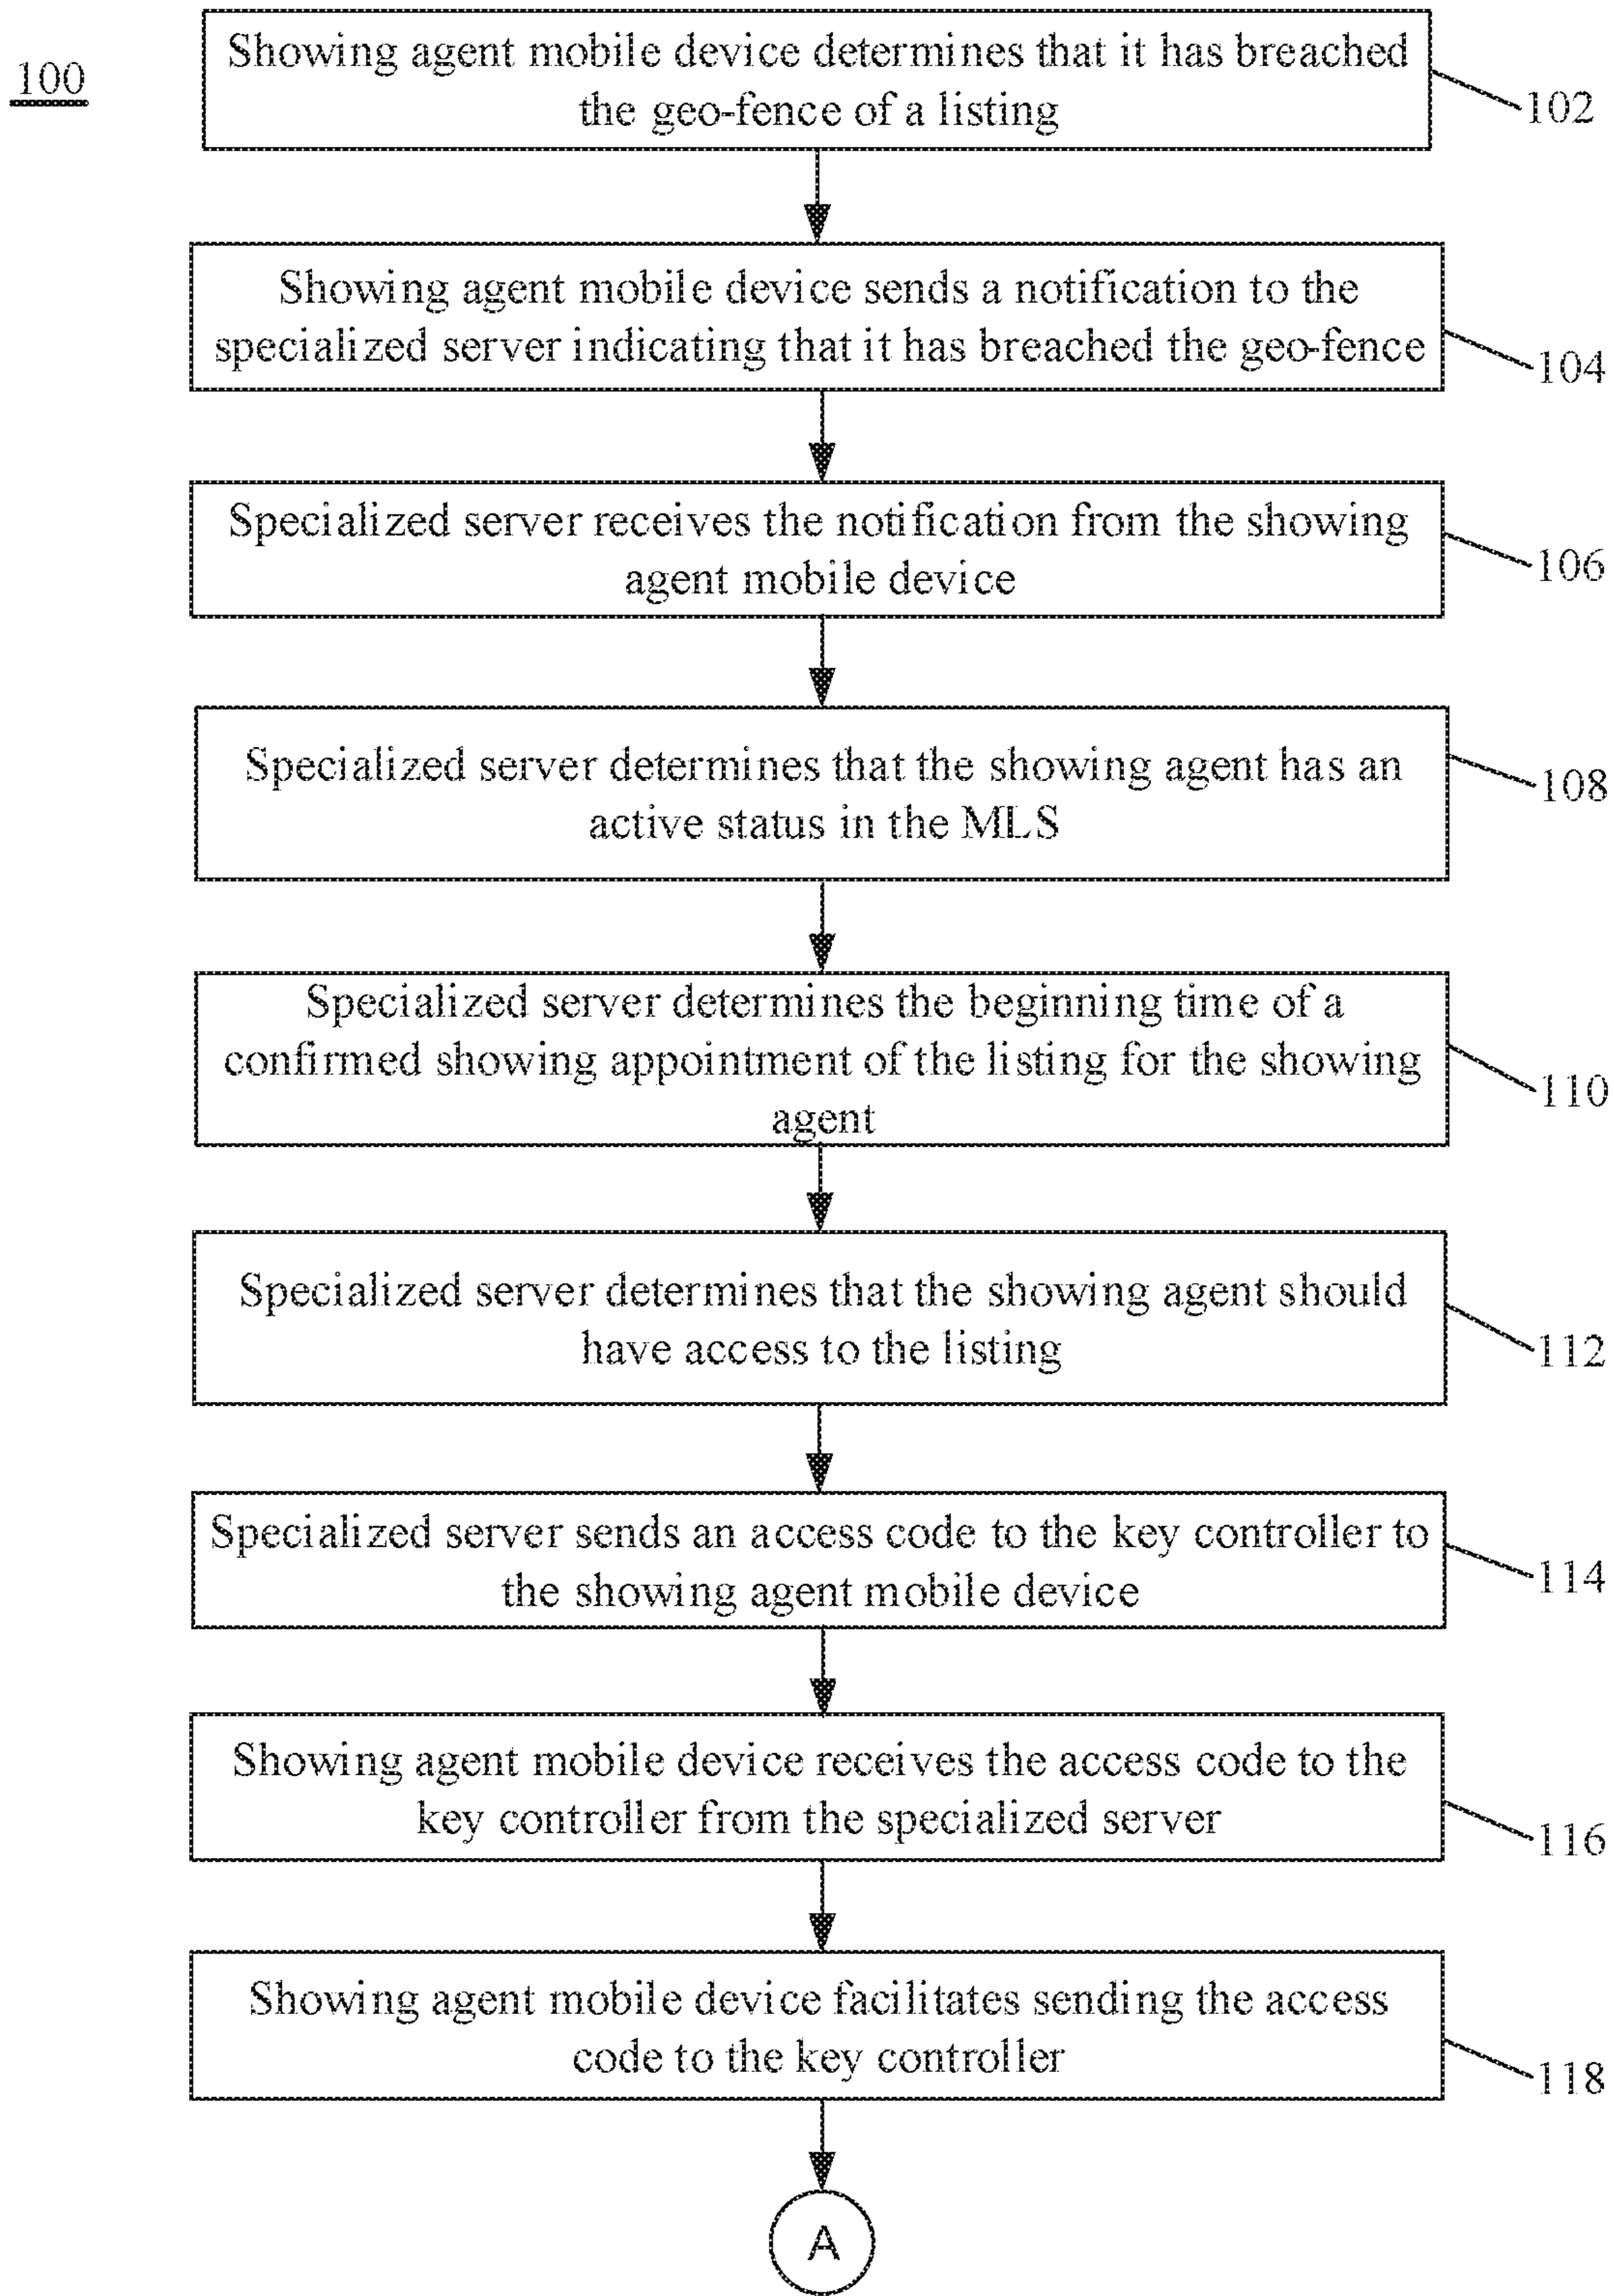 100
Showing agent mobile device determines that it has breached
the geo-fence of a listing
102
Showing agent mobile device sends a notification to the
specialized server indicating that it has breached the geo-fence
104
Specialized server receives the notification from the showing
agent mobile device
106
Specialized server determines that the showing agent has an
active status in the MLS
108
Specialized server determines the beginning time of a
confirmed showing appointment of the listing for the showing
agent
110
Specialized server determines that the showing agent should
have access to the listing
112
Specialized server sends an access code to the key controller to
the showing agent mobile device
114
Showing agent mobile device receives the access code to the
key controller from the specialized server
116
Showing agent mobile device facilitates sending the access
code to the key controller
118
A